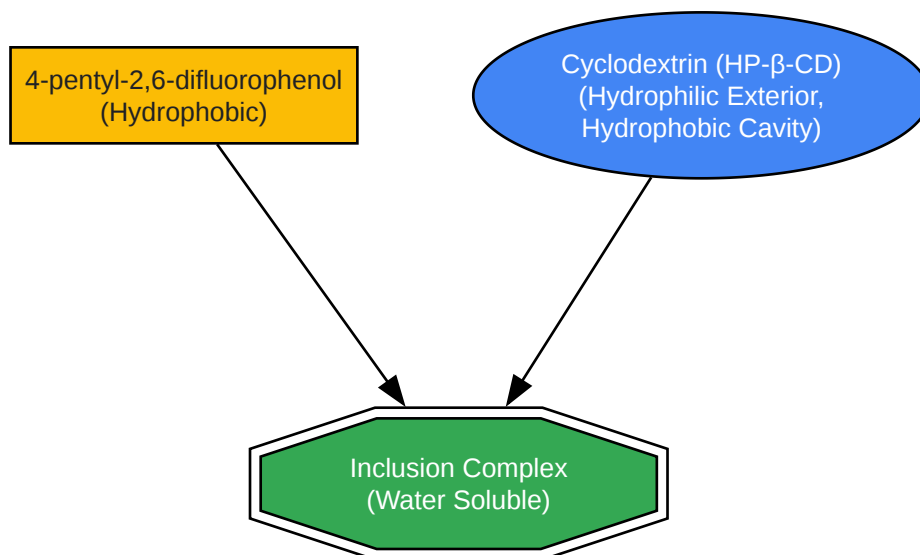 4-pentyl-2,6-difluorophenol
(Hydrophobic)
Cyclodextrin (HP-β-CD)
(Hydrophilic Exterior,
Hydrophobic Cavity)
Inclusion Complex
(Water Soluble)